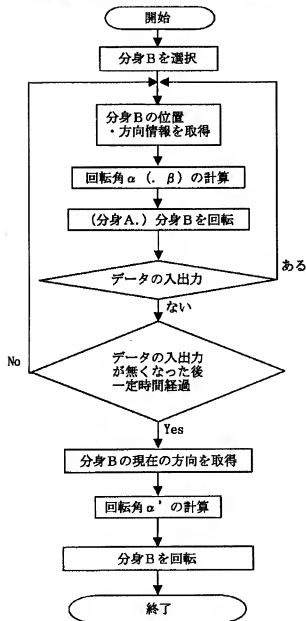 開始
分身Bを選択
分身Bの位置
・方向情報を取得
回転角α（．β）の計算
（分身A．）分身Bを回転
データの入出力
ある
ない
データの入出力
が無くなった後
一定時間経過
No
Yes
分身Bの現在の方向を取得
回転角α'の計算
分身Bを回転
終了